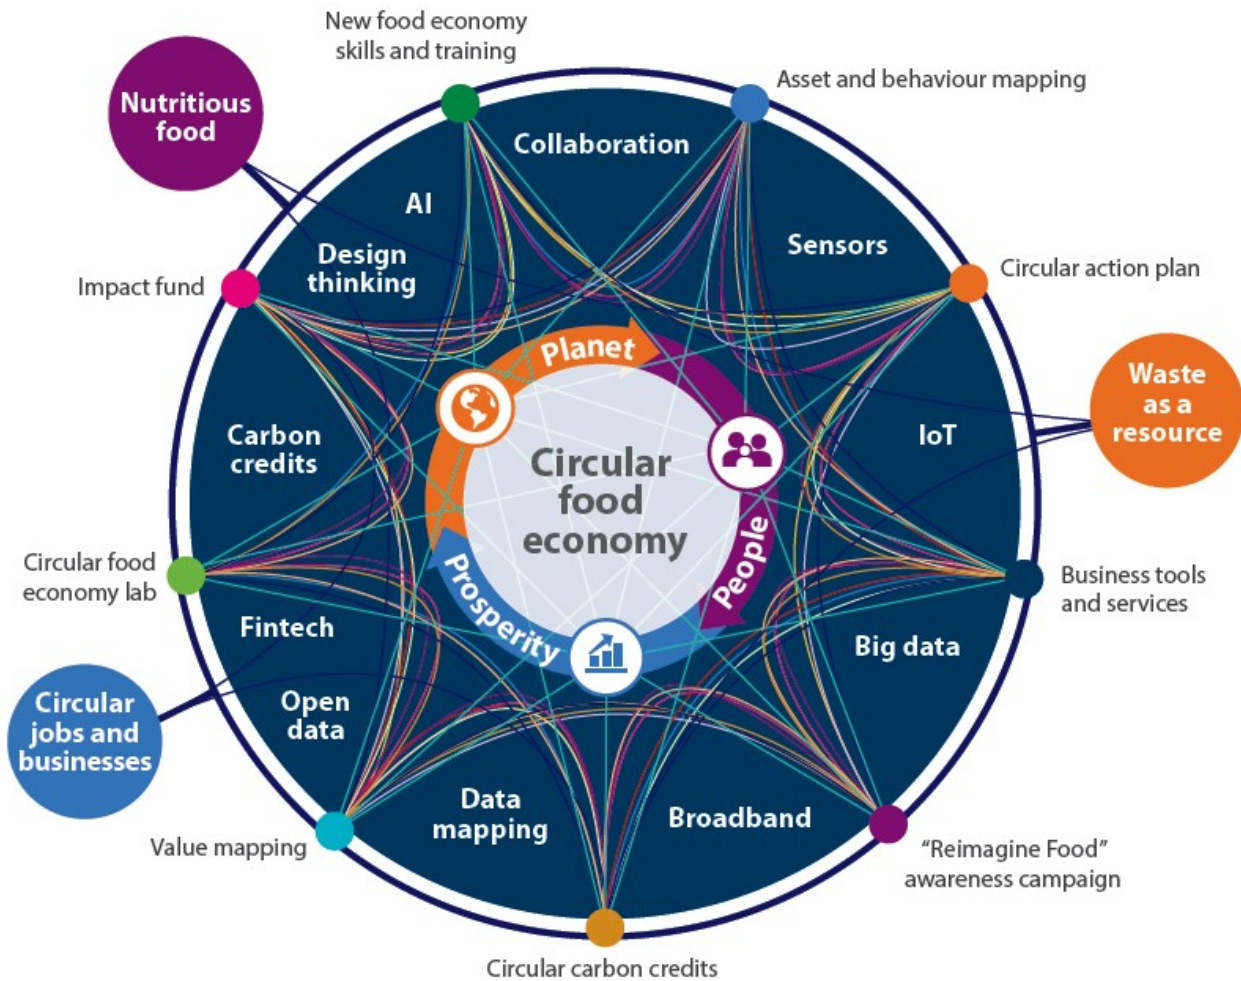 New food economy
skills and training
Asset and behaviour mapping
Nutritious
food
Collaboration
AI
Sensors
Design
thinking
Circular action plan
Impact fund
Planet
Waste
as a
resource
Carbon
credits
IoT
Circular
food
economy
People
Prosperity
Circular food
economy lab
Business tools
and services
Fintech
Big data
Open
data
Circular
jobs and
businesses
Data
mapping
Broadband
Value mapping
“Reimagine Food”
awareness campaign
Circular carbon credits